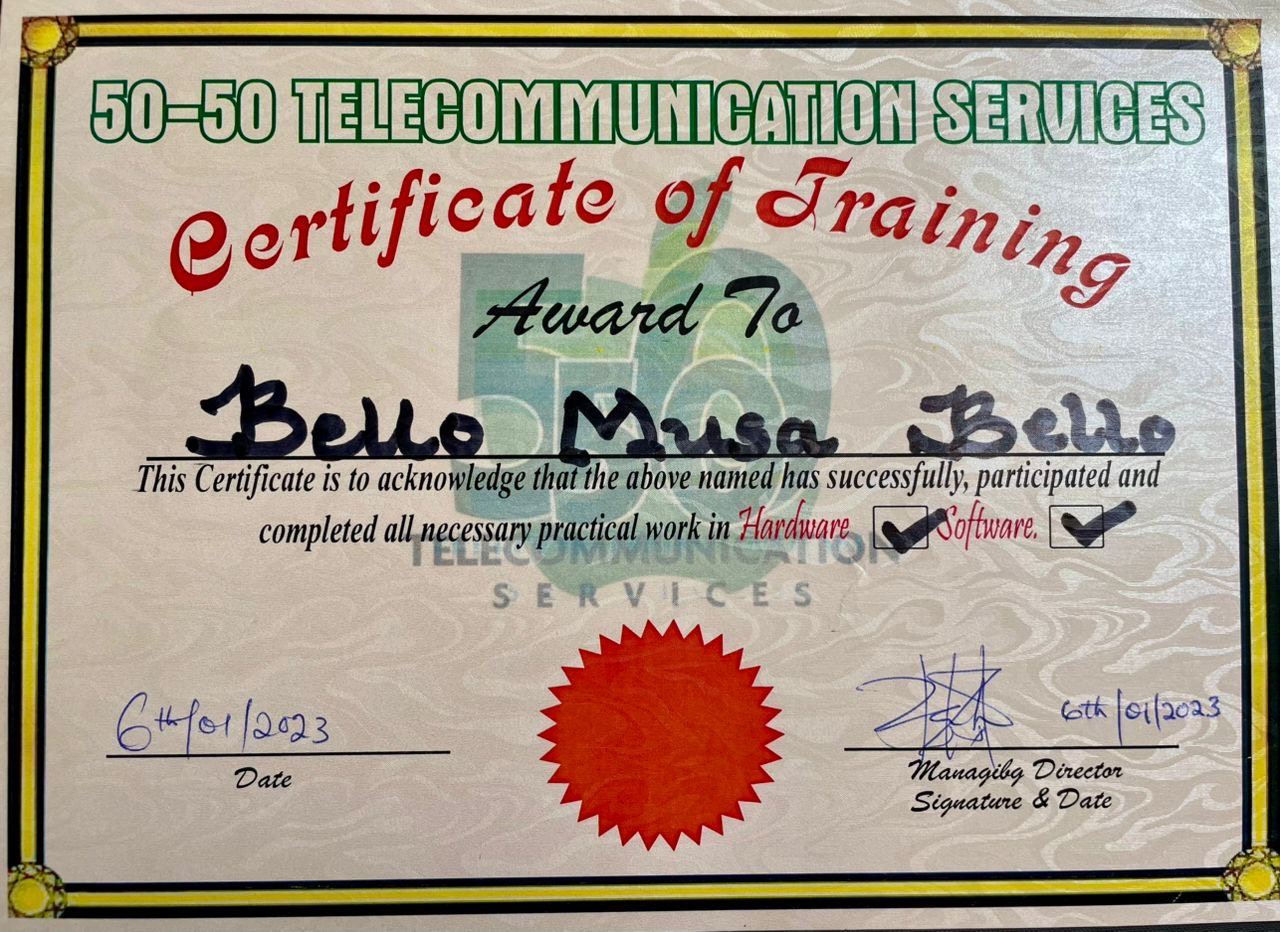 50-50 TELECOMMUNICATION SERVICES
Certificate of Training
Award To
Bello Musa Bello
This Certificate is to acknowledge that the above named has successfully, participated and
completed all necessary practical work in Hardware ✔ Software. ✔
50
TELECOMMUNICATION
SERVICES
6th/01/2023
Date
6th/01/2023
Managibg Director
Signature & Date